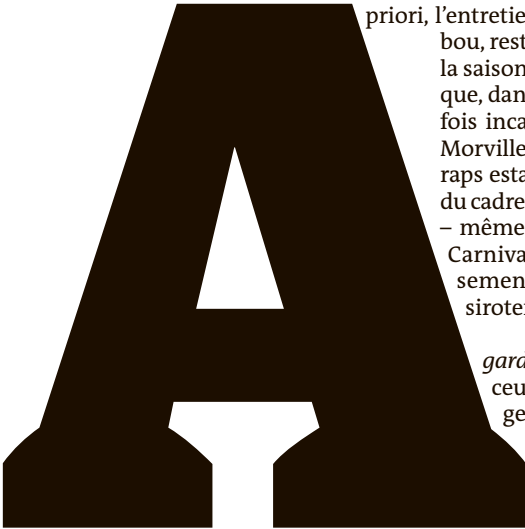 A
priori, l’entretie
bou, rest
la saison
que, dan
fois inca
Morville
raps esta
du cadre
– même
Carniva
semen
sirote
gard
ceu
ge